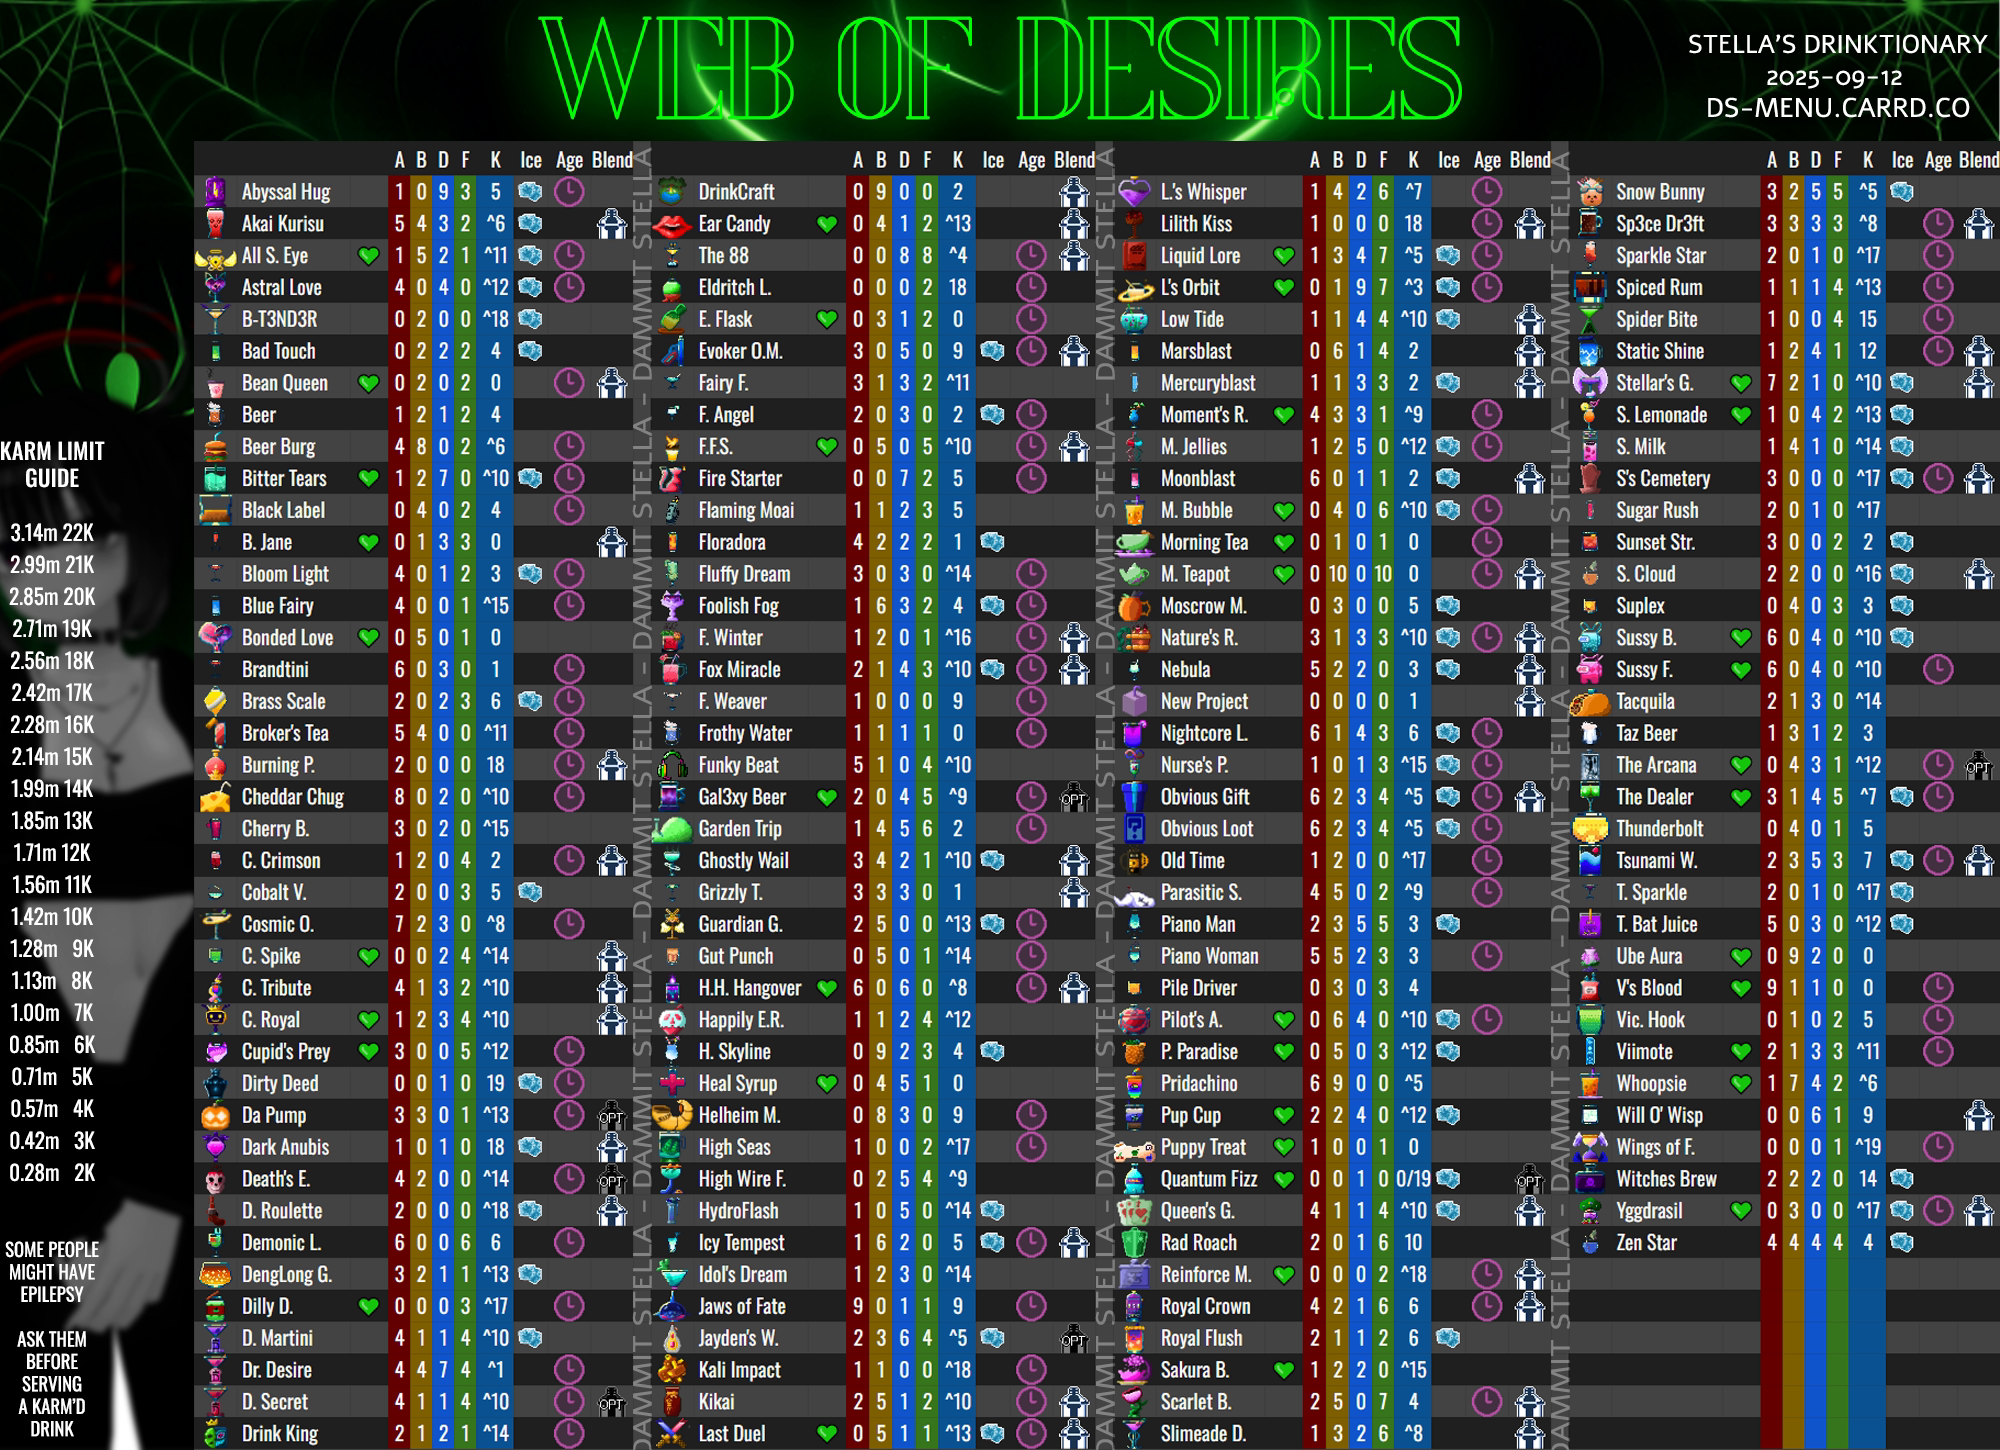 WEB OF DESIRES
STELLA'S DRINKTIONARY
2025-09-12
DS-MENU.CARRD.CO
KARM LIMIT
GUIDE
3.14m 22K
2.99m 21K
2.85m 20K
2.71m 19K
2.56m 18K
2.42m 17K
2.28m 16K
2.14m 15K
1.99m 14K
1.85m 13K
1.71m 12K
1.56m 11K
1.42m 10K
1.28m 9K
1.13m 8K
1.00m 7K
0.85m 6K
0.71m 5K
0.57m 4K
0.42m 3K
0.28m 2K
SOME PEOPLE
MIGHT HAVE
EPILEPSY
ASK THEM
BEFORE
SERVING
A KARM'D
DRINK
A B D F K Ice Age Blend
Abyssal Hug 1 0 9 3 5
Akai Kurisu 5 4 3 2 ^6
All S. Eye 1 5 2 1 ^11
Astral Love 4 0 4 0 ^12
B-T3ND3R 0 2 0 0 ^18
Bad Touch 0 2 2 2 4
Bean Queen 0 2 0 2 0
Beer 1 2 1 2 4
Beer Burg 4 8 0 2 ^6
Bitter Tears 1 2 7 0 ^10
Black Label 0 4 0 2 4
B. Jane 0 1 3 3 0
Bloom Light 4 0 1 2 3
Blue Fairy 4 0 0 1 ^15
Bonded Love 0 5 0 1 0
Brandtini 6 0 3 0 1
Brass Scale 2 0 2 3 6
Broker's Tea 5 4 0 0 ^11
Burning P. 2 0 0 0 18
Cheddar Chug 8 0 2 0 ^10
Cherry B. 3 0 2 0 ^15
C. Crimson 1 2 0 4 2
Cobalt V. 2 0 0 3 5
Cosmic O. 7 2 3 0 ^8
C. Spike 0 0 2 4 ^14
C. Tribute 4 1 3 2 ^10
C. Royal 1 2 3 4 ^10
Cupid's Prey 3 0 0 5 ^12
Dirty Deed 0 0 1 0 19
Da Pump 3 3 0 1 ^13 OPT
Dark Anubis 1 0 1 0 18
Death's E. 4 2 0 0 ^14 OPT
D. Roulette 2 0 0 0 ^18
Demonic L. 6 0 0 6 6
DengLong G. 3 2 1 1 ^13
Dilly D. 0 0 0 3 ^17
D. Martini 4 1 1 4 ^10
Dr. Desire 4 4 7 4 ^1
D. Secret 4 1 1 4 ^10 OPT
Drink King 2 1 2 1 ^14
DAMMIT STELLA - DAMMIT STELLA - DAMMIT STELLA - DAMMIT STELLA
A B D F K Ice Age Blend
DrinkCraft 0 9 0 0 2
Ear Candy 0 4 1 2 ^13
The 88 0 0 8 8 ^4
Eldritch L. 0 0 0 2 18
E. Flask 0 3 1 2 0
Evoker O.M. 3 0 5 0 9
Fairy F. 3 1 3 2 ^11
F. Angel 2 0 3 0 2
F.F.S. 0 5 0 5 ^10
Fire Starter 0 0 7 2 5
Flaming Moai 1 1 2 3 5
Floradora 4 2 2 2 1
Fluffy Dream 3 0 3 0 ^14
Foolish Fog 1 6 3 2 4
F. Winter 1 2 0 1 ^16
Fox Miracle 2 1 4 3 ^10
F. Weaver 1 0 0 0 9
Frothy Water 1 1 1 1 0
Funky Beat 5 1 0 4 ^10
Gal3xy Beer 2 0 4 5 ^9 OPT
Garden Trip 1 4 5 6 2
Ghostly Wail 3 4 2 1 ^10
Grizzly T. 3 3 3 0 1
Guardian G. 2 5 0 0 ^13
Gut Punch 0 5 0 1 ^14
H.H. Hangover 6 0 6 0 ^8
Happily E.R. 1 1 2 4 ^12
H. Skyline 0 9 2 3 4
Heal Syrup 0 4 5 1 0
Helheim M. 0 8 3 0 9
High Seas 1 0 0 2 ^17
High Wire F. 0 2 5 4 ^9
HydroFlash 1 0 5 0 ^14
Icy Tempest 1 6 2 0 5
Idol's Dream 1 2 3 0 ^14
Jaws of Fate 9 0 1 1 9
Jayden's W. 2 3 6 4 ^5 OPT
Kali Impact 1 1 0 0 ^18
Kikai 2 5 1 2 ^10
Last Duel 0 5 1 1 ^13
DAMMIT STELLA - DAMMIT STELLA - DAMMIT STELLA - DAMMIT STELLA
A B D F K Ice Age Blend
L.'s Whisper 1 4 2 6 ^7
Lilith Kiss 1 0 0 0 18
Liquid Lore 1 3 4 7 ^5
L's Orbit 0 1 9 7 ^3
Low Tide 1 1 4 4 ^10
Marsblast 0 6 1 4 2
Mercuryblast 1 1 3 3 2
Moment's R. 4 3 3 1 ^9
M. Jellies 1 2 5 0 ^12
Moonblast 6 0 1 1 2
M. Bubble 0 4 0 6 ^10
Morning Tea 0 1 0 1 0
M. Teapot 0 10 0 10 0
Moscrow M. 0 3 0 0 5
Nature's R. 3 1 3 3 ^10
Nebula 5 2 2 0 3
New Project 0 0 0 0 1
Nightcore L. 6 1 4 3 6
Nurse's P. 1 0 1 3 ^15
Obvious Gift 6 2 3 4 ^5
Obvious Loot 6 2 3 4 ^5
Old Time 1 2 0 0 ^17
Parasitic S. 4 5 0 2 ^9
Piano Man 2 3 5 5 3
Piano Woman 5 5 2 3 3
Pile Driver 0 3 0 3 4
Pilot's A. 0 6 4 0 ^10
P. Paradise 0 5 0 3 ^12
Pridachino 6 9 0 0 ^5
Pup Cup 2 2 4 0 ^12
Puppy Treat 1 0 0 1 0
Quantum Fizz 0 0 1 0 0/19 OPT
Queen's G. 4 1 1 4 ^10
Rad Roach 2 0 1 6 10
Reinforce M. 0 0 0 2 ^18
Royal Crown 4 2 1 6 6
Royal Flush 2 1 1 2 6
Sakura B. 1 2 2 0 ^15
Scarlet B. 2 5 0 7 4
Slimeade D. 1 3 2 6 ^8
DAMMIT STELLA - DAMMIT STELLA - DAMMIT STELLA - DAMMIT STELLA
A B D F K Ice Age Blend
Snow Bunny 3 2 5 5 ^5
Sp3ce Dr3ft 3 3 3 3 ^8
Sparkle Star 2 0 1 0 ^17
Spiced Rum 1 1 1 4 ^13
Spider Bite 1 0 0 4 15
Static Shine 1 2 4 1 12
Stellar's G. 7 2 1 0 ^10
S. Lemonade 1 0 4 2 ^13
S. Milk 1 4 1 0 ^14
S's Cemetery 3 0 0 0 ^17
Sugar Rush 2 0 1 0 ^17
Sunset Str. 3 0 0 2 2
S. Cloud 2 2 0 0 ^16
Suplex 0 4 0 3 3
Sussy B. 6 0 4 0 ^10
Sussy F. 6 0 4 0 ^10
Tacquila 2 1 3 0 ^14
Taz Beer 1 3 1 2 3
The Arcana 0 4 3 1 ^12 OPT
The Dealer 3 1 4 5 ^7
Thunderbolt 0 4 0 1 5
Tsunami W. 2 3 5 3 7
T. Sparkle 2 0 1 0 ^17
T. Bat Juice 5 0 3 0 ^12
Ube Aura 0 9 2 0 0
V's Blood 9 1 1 0 0
Vic. Hook 0 1 0 2 5
Viimote 2 1 3 3 ^11
Whoopsie 1 7 4 2 ^6
Will O' Wisp 0 0 6 1 9
Wings of F. 0 0 0 1 ^19
Witches Brew 2 2 2 0 14
Yggdrasil 0 3 0 0 ^17
Zen Star 4 4 4 4 4